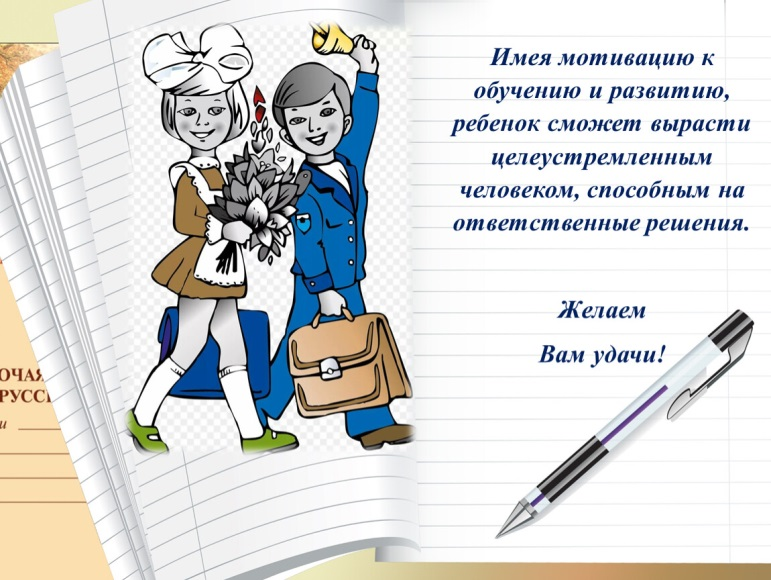 Имея мотивацию к
обучению и развитию,
ребенок сможет вырасти
целеустремленным
человеком, способным на
ответственные решения.
Желаем
Вам удачи!